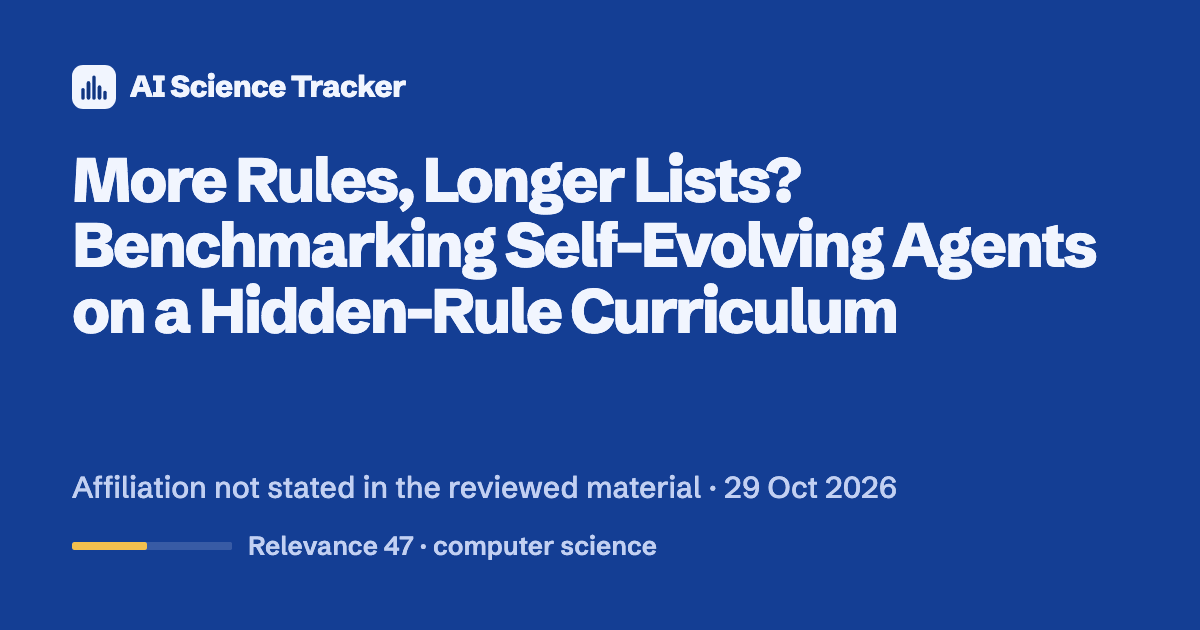 AI Science Tracker
More Rules, Longer Lists?
Benchmarking Self-Evolving Agents
on a Hidden-Rule Curriculum
Affiliation not stated in the reviewed material · 29 Oct 2026
Relevance 47 · computer science